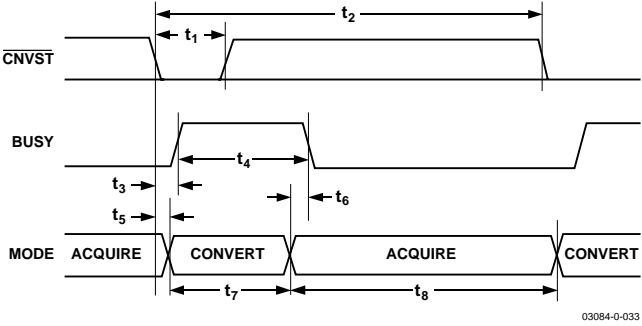 t2
t1
CNVST
BUSY
t4
t3
t6
t5
MODE ACQUIRE CONVERT ACQUIRE CONVERT
t7 t8
03084-0-033